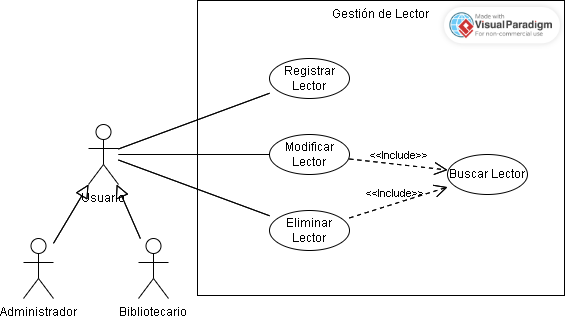 Gestión de Lector
Made with
Visual Paradigm
For non-commercial use
Registrar
Lector
Modificar
Lector
<<Include>>
Buscar Lector
<<Include>>
Usuario
Eliminar
Lector
Administrador
Bibliotecario